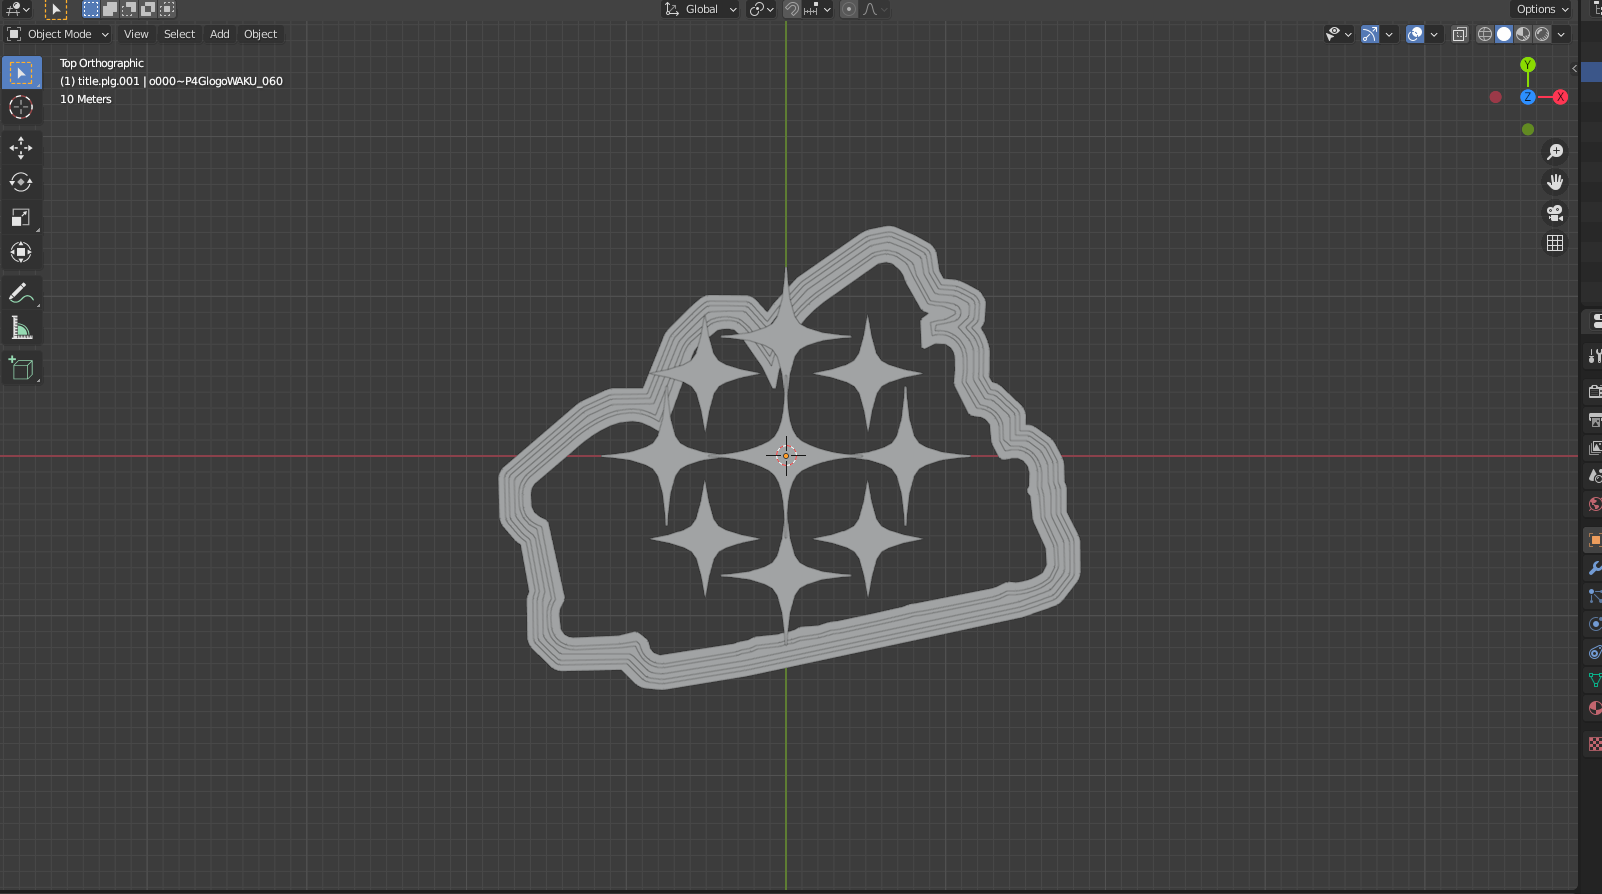 Global
Options
Object Mode
View
Select
Add
Object
Top Orthographic
(1) title.plg.001 | o000~P4GlogoWAKU_060
10 Meters
Y
Z
X